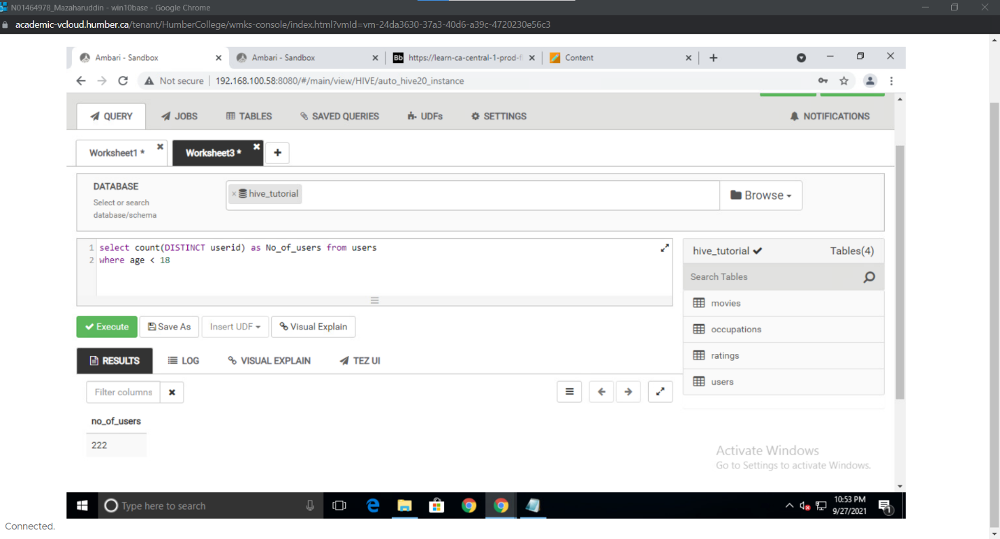 N01464978_Mazaharuddin - win10base - Google Chrome
academic-vcloud.humber.ca/tenant/HumberCollege/wmks-console/index.html?vmId=vm-24da3630-37a3-40d6-a39c-4720230e56c3
Ambari - Sandbox
Ambari - Sandbox
Bb https://learn-ca-central-1-prod-f
Content
Not secure
192.168.100.58:8080/#/main/view/HIVE/auto_hive20_instance
QUERY
JOBS
TABLES
SAVED QUERIES
UDFs
SETTINGS
NOTIFICATIONS
Worksheet1 *
Worksheet3 *
DATABASE
Select or search
database/schema
× hive_tutorial
Browse
1 select count(DISTINCT userid) as No_of_users from users
2 where age < 18
hive_tutorial
Tables(4)
Search Tables
movies
occupations
ratings
users
Execute
Save As
Insert UDF
Visual Explain
RESULTS
LOG
VISUAL EXPLAIN
TEZ UI
Filter columns
no_of_users
222
Activate Windows
Go to Settings to activate Windows.
Type here to search
10:53 PM
9/27/2021
1
Connected.